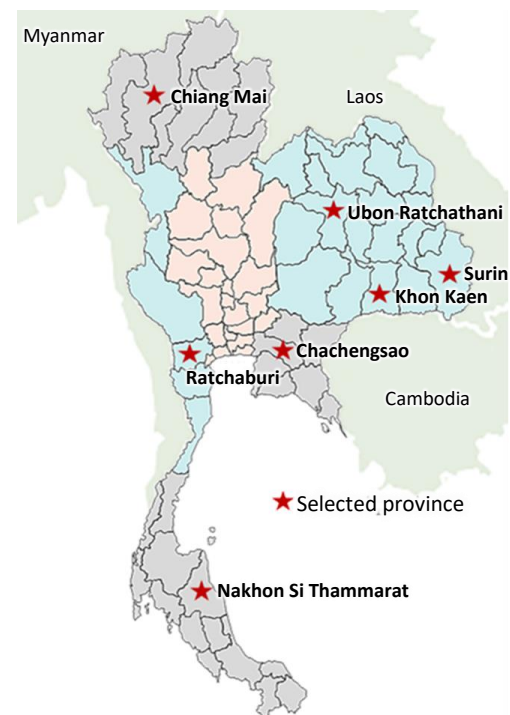 Myanmar
Chiang Mai
Laos
Ubon Ratchathani
Surin
Khon Kaen
Chachengsao
Ratchaburi
Cambodia
Selected province
Nakhon Si Thammarat